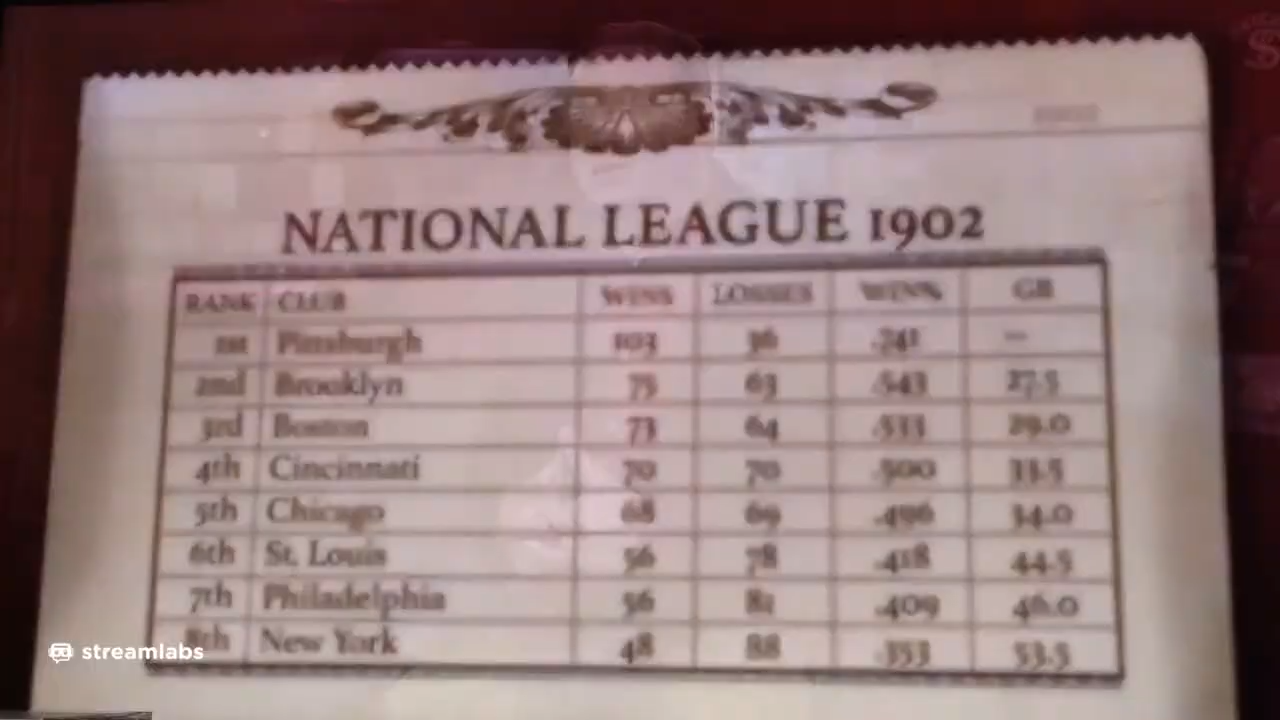 NATIONAL LEAGUE 1902
RANK CLUB WINS LOSSES WIN% GB
1st Pittsburgh 103 36 .741 —
2nd Brooklyn 75 63 .543 27.5
3rd Boston 73 64 .533 29.0
4th Cincinnati 70 70 .500 33.5
5th Chicago 68 69 .496 34.0
6th St. Louis 56 78 .418 44.5
7th Philadelphia 56 81 .409 46.0
8th New York 48 88 .353 53.5
streamlabs